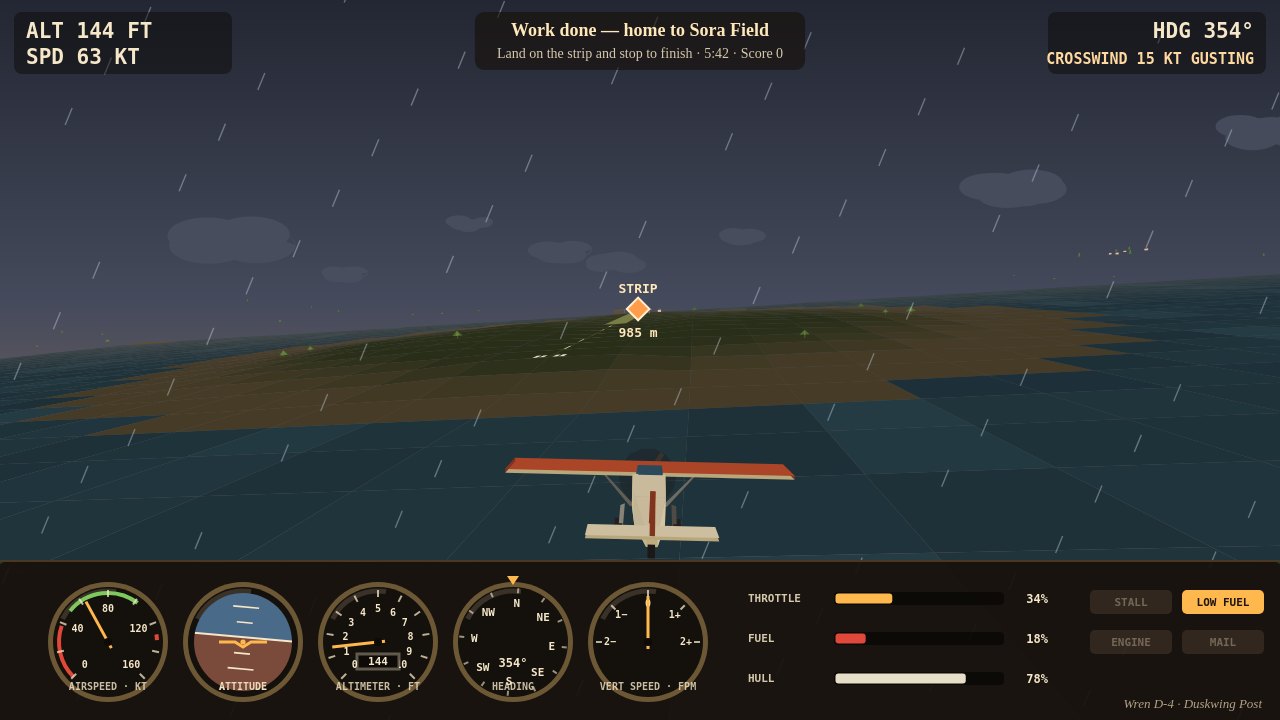 ALT 144 FT
SPD 63 KT
Work done — home to Sora Field
Land on the strip and stop to finish · 5:42 · Score 0
HDG 354°
CROSSWIND 15 KT GUSTING
STRIP
985 m
0 40 80 120 160
AIRSPEED · KT
ATTITUDE
0 1 2 3 4 5 6 7 8 9
144
ALTIMETER · FT
N NE E SE S SW W NW
354°
HEADING
2− 1− 0 1+ 2+
VERT SPEED · FPM
THROTTLE 34%
FUEL 18%
HULL 78%
STALL LOW FUEL
ENGINE MAIL
Wren D-4 · Duskwing Post